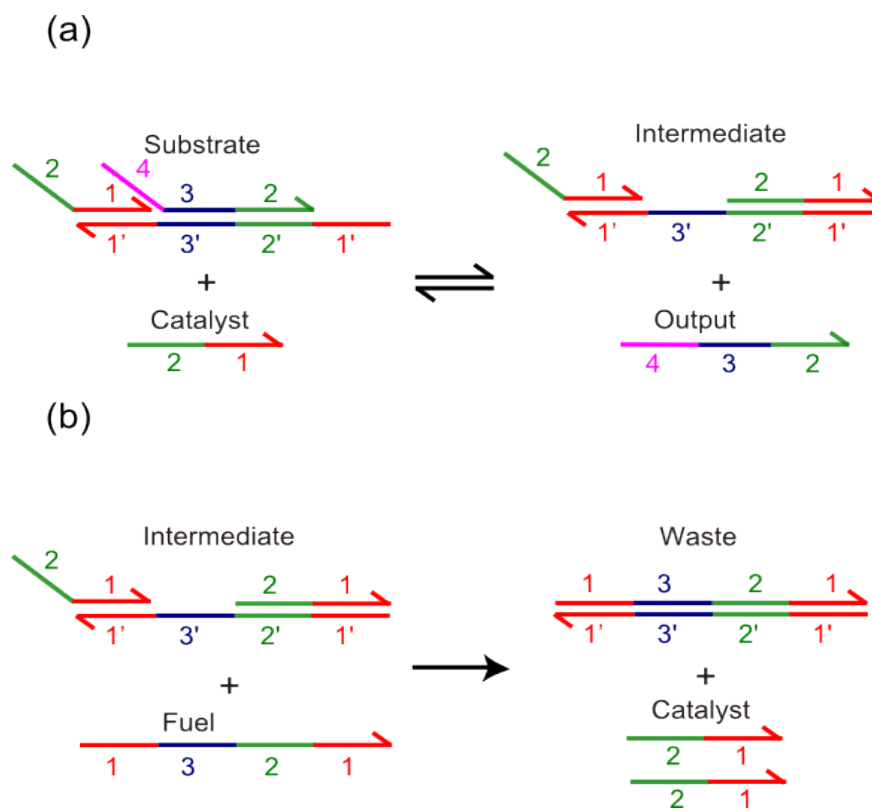 (a)
Substrate
2 4
1 3 2
1' 3' 2' 1'
+
Catalyst
2 1
Intermediate
2
1 2 1
1' 3' 2' 1'
+
Output
4 3 2
(b)
Intermediate
2
1 2 1
1' 3' 2' 1'
+
Fuel
1 3 2 1
Waste
1 3 2 1
1' 3' 2' 1'
+
Catalyst
2 1
2 1